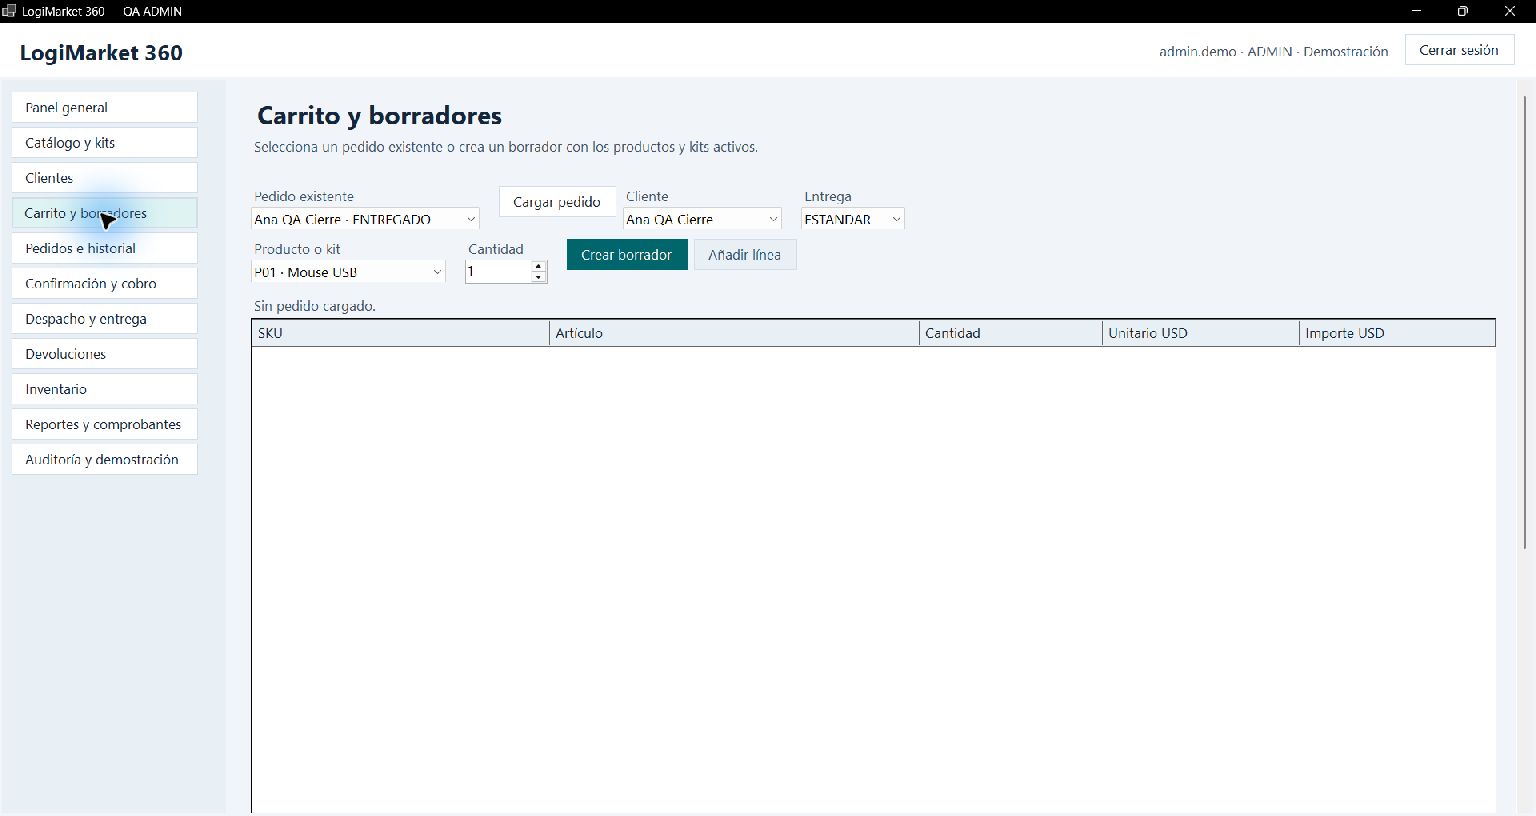 LogiMarket 360 QA ADMIN
LogiMarket 360
admin.demo · ADMIN · Demostración
Cerrar sesión
Panel general
Catálogo y kits
Clientes
Carrito y borradores
Pedidos e historial
Confirmación y cobro
Despacho y entrega
Devoluciones
Inventario
Reportes y comprobantes
Auditoría y demostración
Carrito y borradores
Selecciona un pedido existente o crea un borrador con los productos y kits activos.
Pedido existente
Ana QA Cierre · ENTREGADO
Cargar pedido
Cliente
Ana QA Cierre
Entrega
ESTANDAR
Producto o kit
P01 · Mouse USB
Cantidad
1
Crear borrador
Añadir línea
Sin pedido cargado.
SKU Artículo Cantidad Unitario USD Importe USD